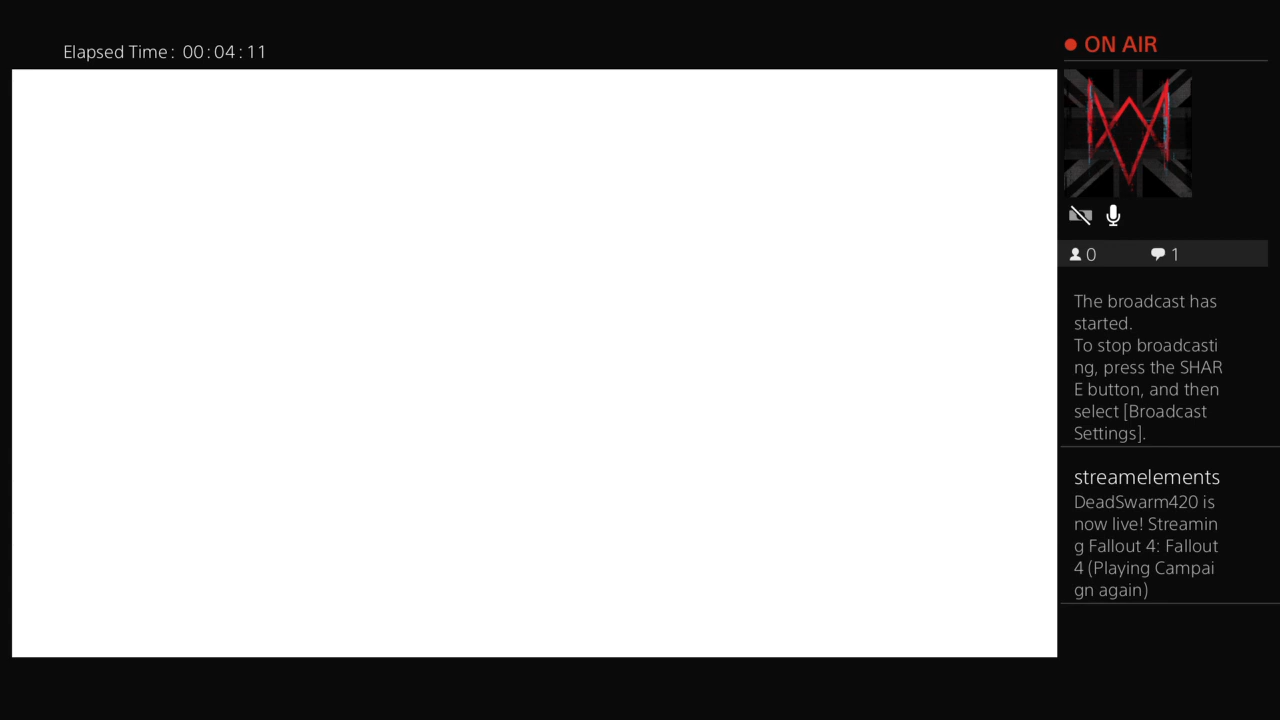 Elapsed Time: 00:04:11
ON AIR
0 1
The broadcast has
started.
To stop broadcasti
ng, press the SHAR
E button, and then
select [Broadcast
Settings].
streamelements
DeadSwarm420 is
now live! Streamin
g Fallout 4: Fallout
4 (Playing Campai
gn again)